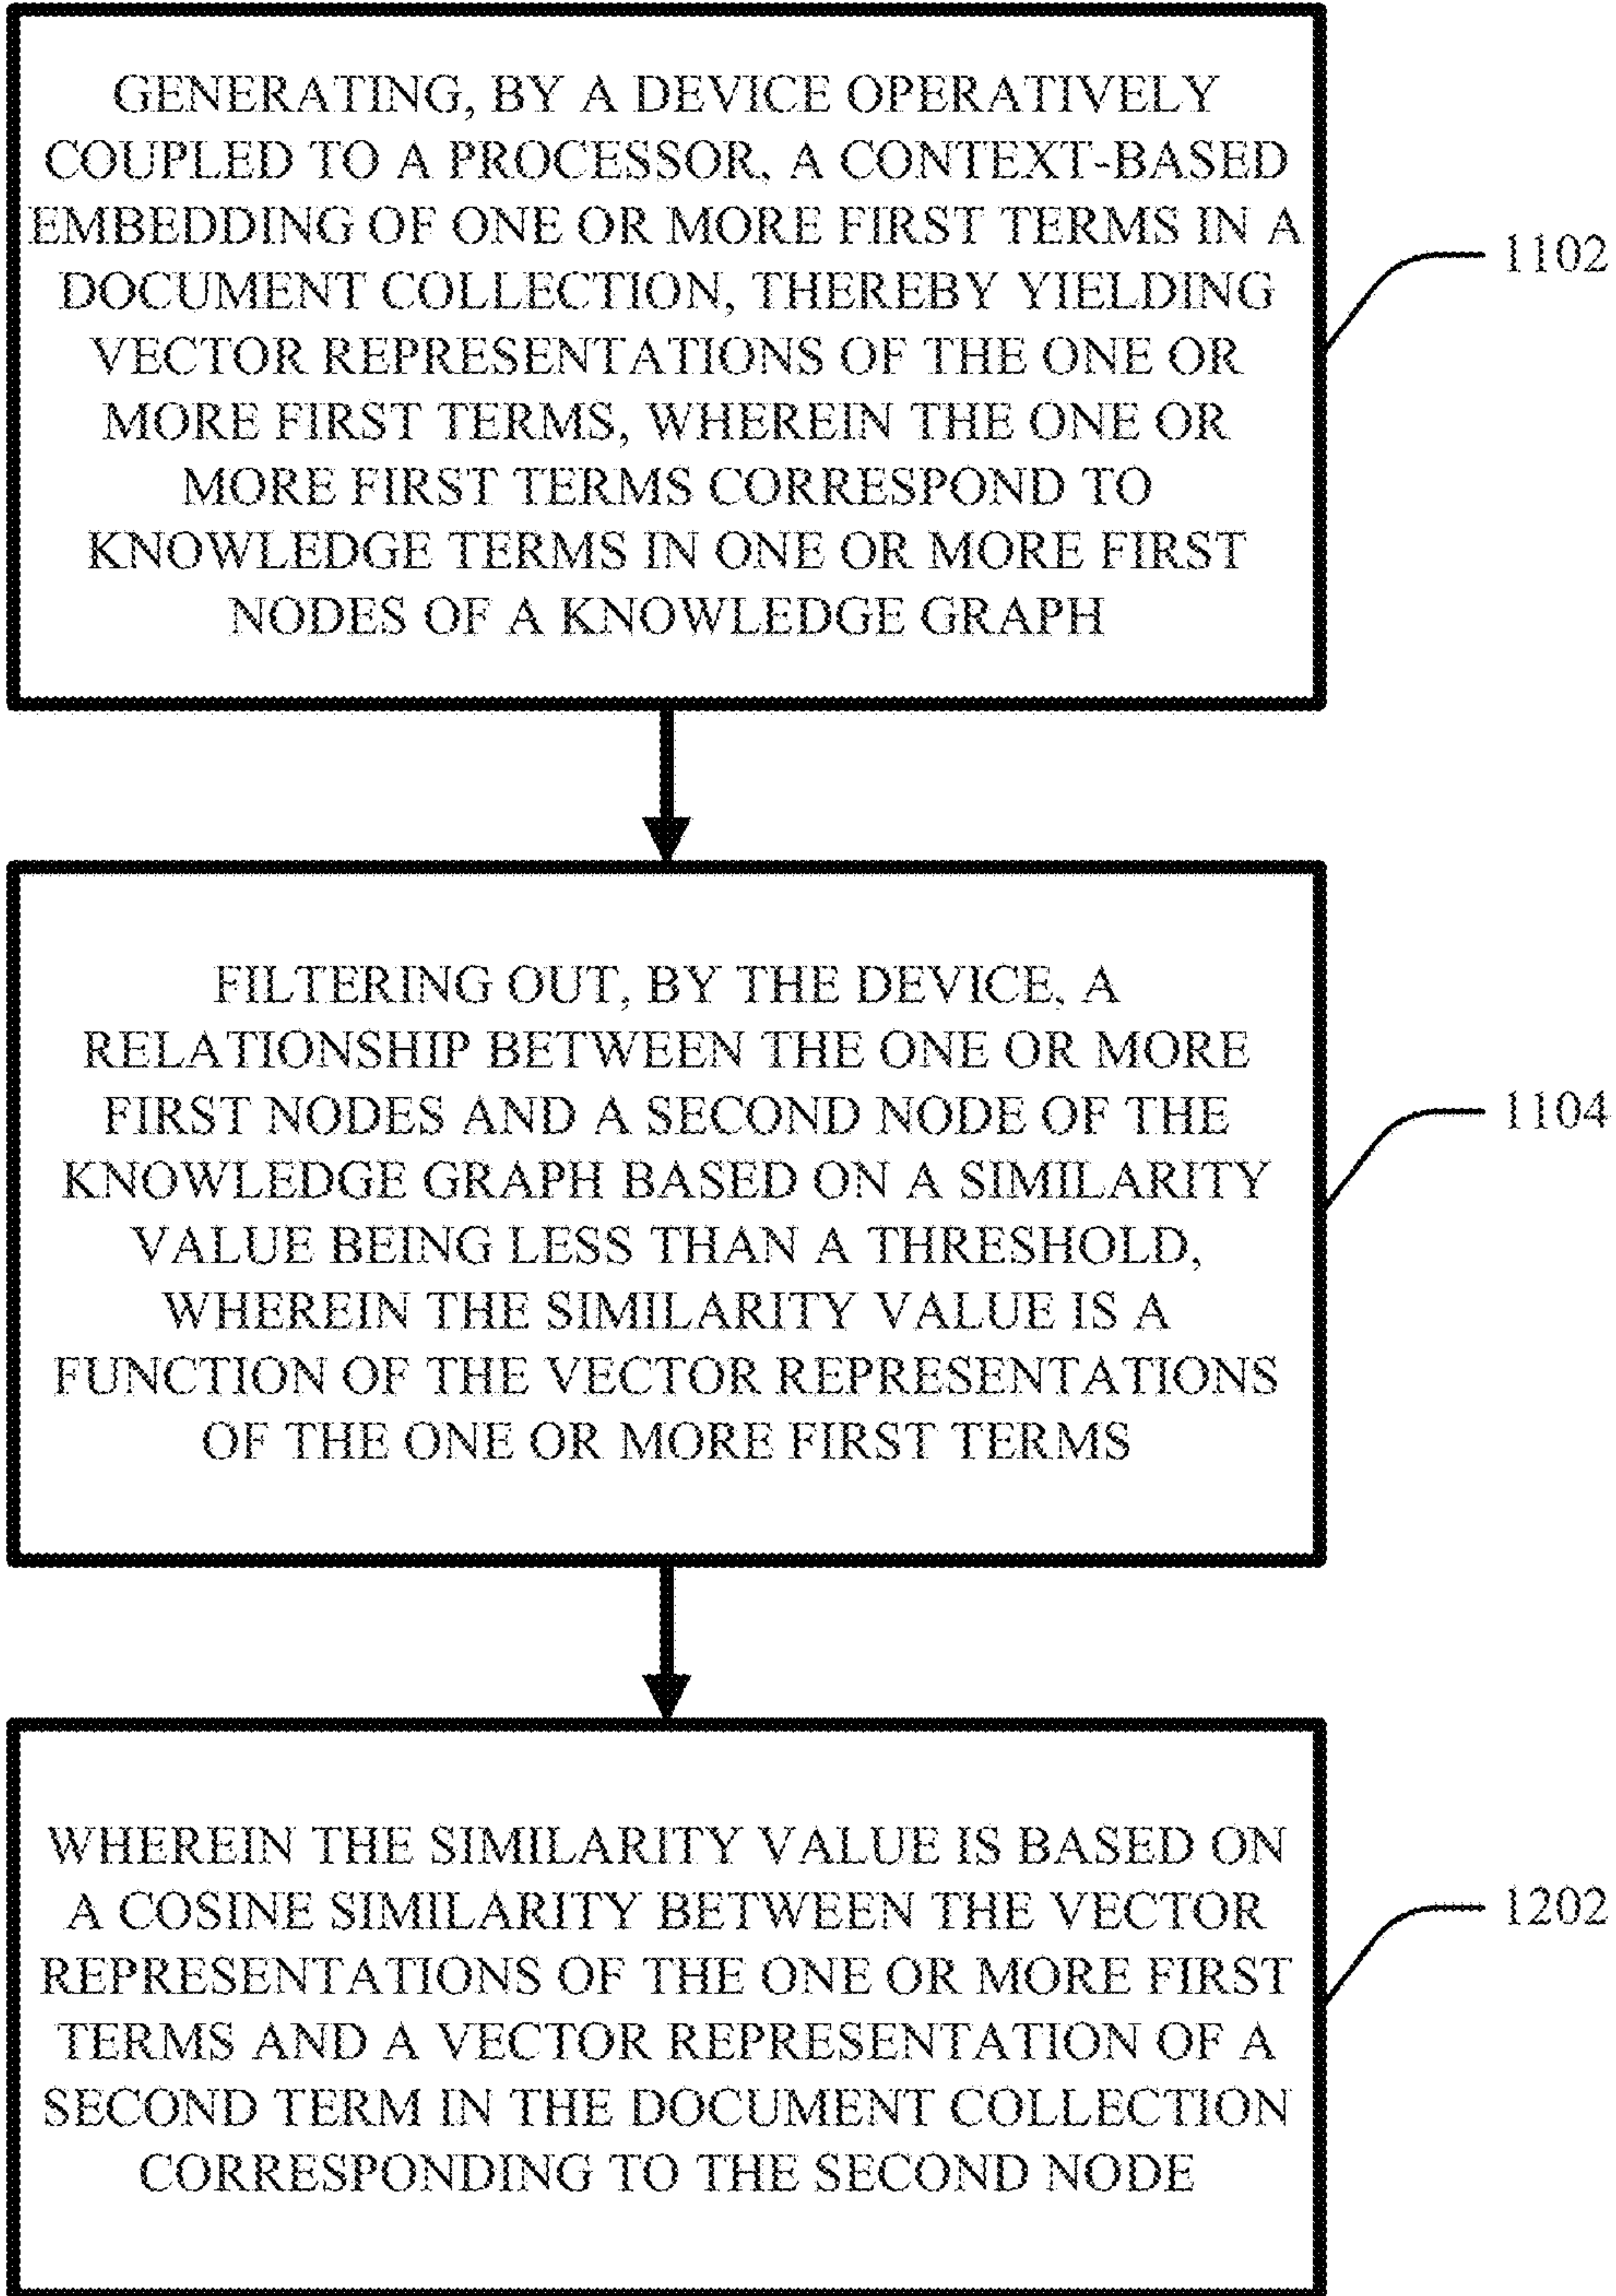 GENERATING, BY A DEVICE OPERATIVELY
COUPLED TO A PROCESSOR, A CONTEXT-BASED
EMBEDDING OF ONE OR MORE FIRST TERMS IN A
DOCUMENT COLLECTION, THEREBY YIELDING
VECTOR REPRESENTATIONS OF THE ONE OR
MORE FIRST TERMS, WHEREIN THE ONE OR
MORE FIRST TERMS CORRESPOND TO
KNOWLEDGE TERMS IN ONE OR MORE FIRST
NODES OF A KNOWLEDGE GRAPH
1102
FILTERING OUT, BY THE DEVICE, A
RELATIONSHIP BETWEEN THE ONE OR MORE
FIRST NODES AND A SECOND NODE OF THE
KNOWLEDGE GRAPH BASED ON A SIMILARITY
VALUE BEING LESS THAN A THRESHOLD,
WHEREIN THE SIMILARITY VALUE IS A
FUNCTION OF THE VECTOR REPRESENTATIONS
OF THE ONE OR MORE FIRST TERMS
1104
WHEREIN THE SIMILARITY VALUE IS BASED ON
A COSINE SIMILARITY BETWEEN THE VECTOR
REPRESENTATIONS OF THE ONE OR MORE FIRST
TERMS AND A VECTOR REPRESENTATION OF A
SECOND TERM IN THE DOCUMENT COLLECTION
CORRESPONDING TO THE SECOND NODE
1202